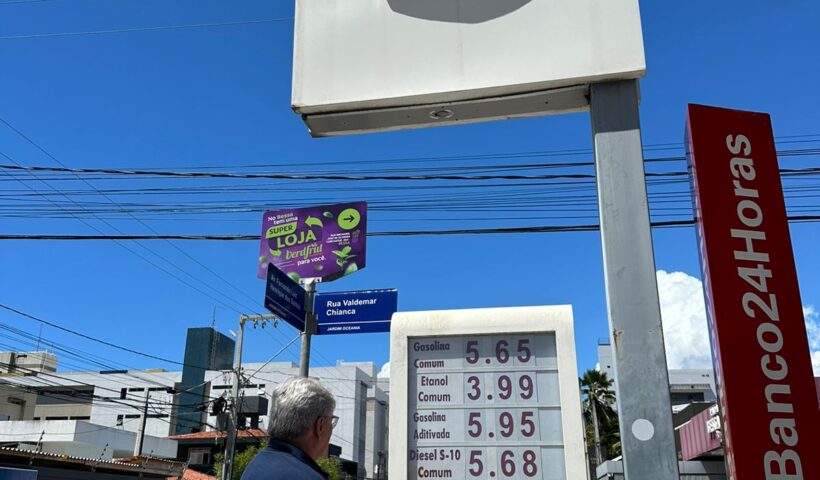 No Bessa
tem uma
SUPER
LOJA
verdfrut
para você.
Rua Valdemar
Chianca
JARDIM OCEANIA
Gasolina
Comum 5.65
Etanol
Comum 3.99
Gasolina
Aditivada 5.95
Diesel S-10
Comum 5.68
Banco24Horas